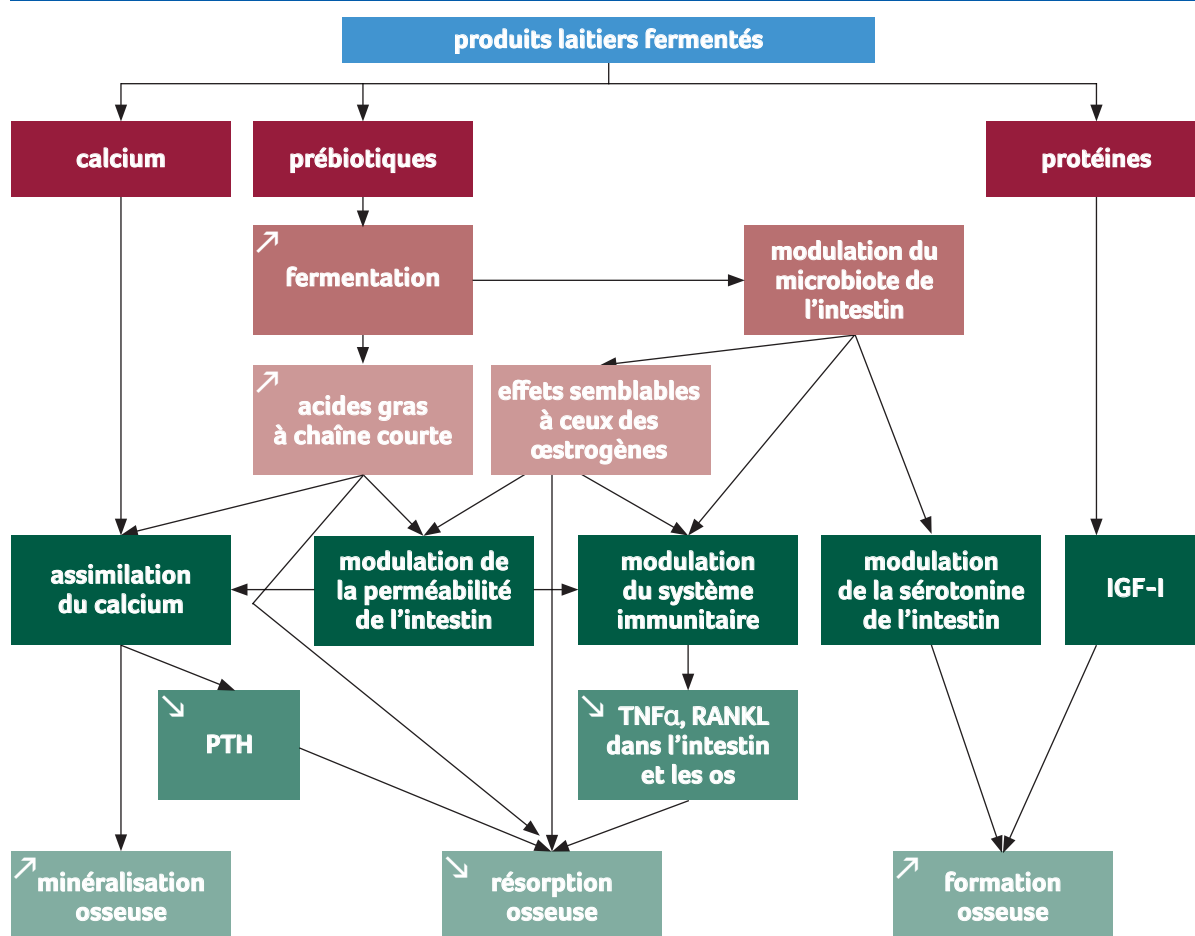 produits laitiers fermentés
calcium
prébiotiques
protéines
fermentation
modulation du
microbiote de
l'intestin
acides gras
à chaîne courte
effets semblables
à ceux des
œstrogènes
assimilation
du calcium
modulation de
la perméabilité
de l'intestin
modulation
du système
immunitaire
modulation
de la sérotonine
de l'intestin
IGF-I
PTH
TNFα, RANKL
dans l'intestin
et les os
minéralisation
osseuse
résorption
osseuse
formation
osseuse